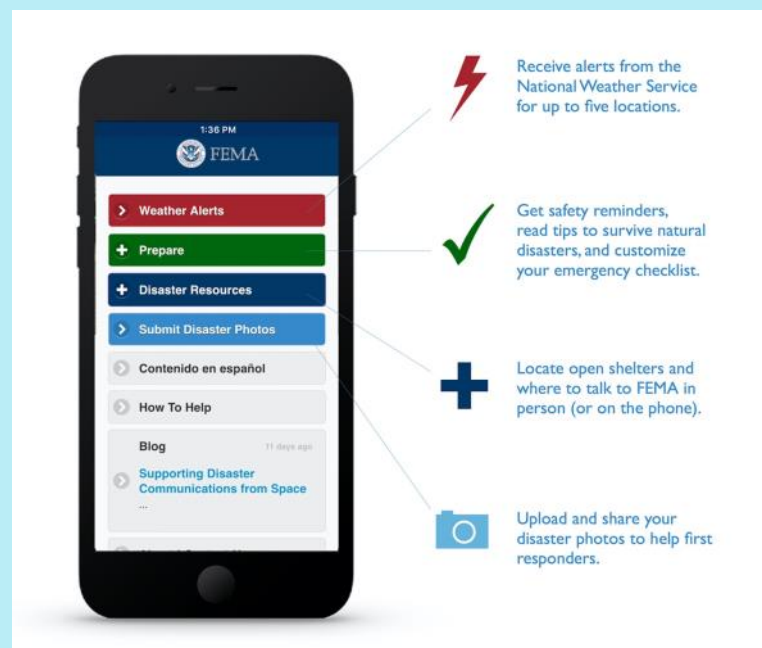 1:36 PM
FEMA
Weather Alerts
Prepare
Disaster Resources
Submit Disaster Photos
Contenido en español
How To Help
Blog 11 days ago
Supporting Disaster
Communications from Space
...
Receive alerts from the
National Weather Service
for up to five locations.
Get safety reminders,
read tips to survive natural
disasters, and customize
your emergency checklist.
Locate open shelters and
where to talk to FEMA in
person (or on the phone).
Upload and share your
disaster photos to help first
responders.